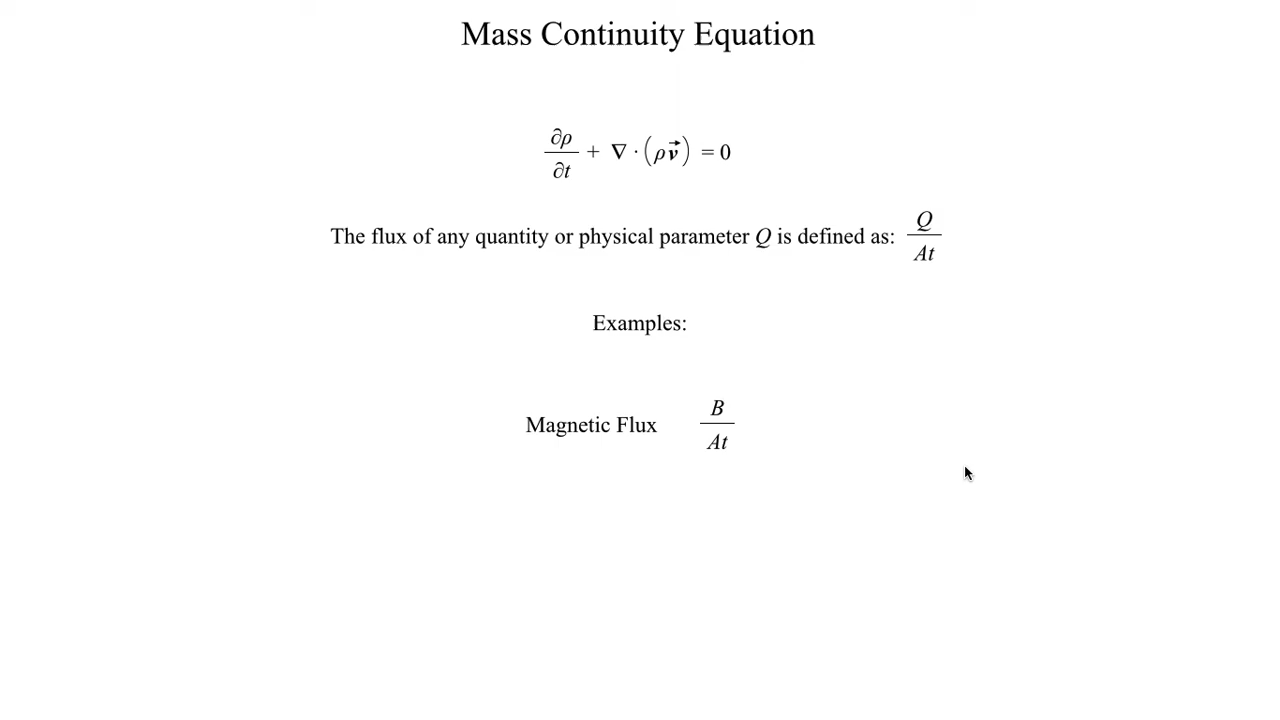 Mass Continuity Equation
∂ρ/∂t + ∇ · (ρv⃗) = 0
The flux of any quantity or physical parameter Q is defined as: Q/At
Examples:
Magnetic Flux B/At